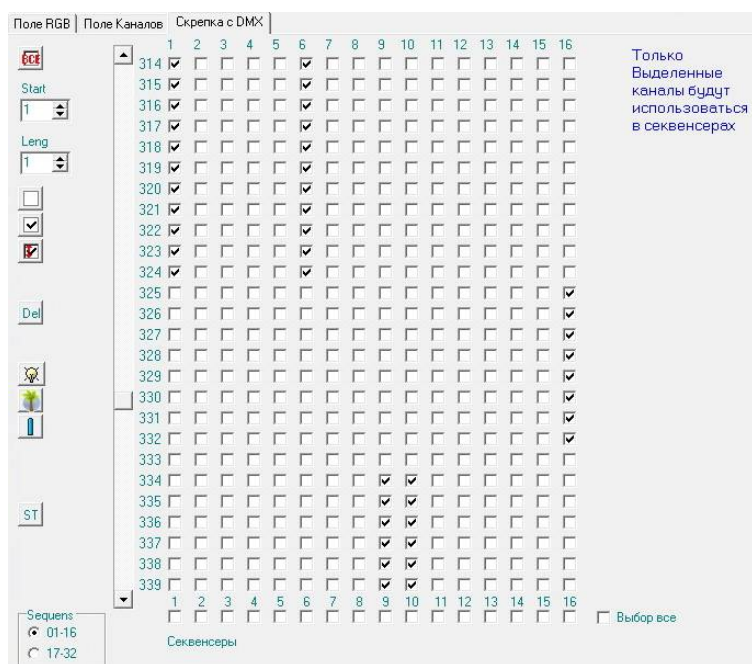 Поле RGB Поле Каналов Скрепка с DMX
1 2 3 4 5 6 7 8 9 10 11 12 13 14 15 16
ВСЕ
Start
1
Leng
1
Del
ST
314
315
316
317
318
319
320
321
322
323
324
325
326
327
328
329
330
331
332
333
334
335
336
337
338
339
1 2 3 4 5 6 7 8 9 10 11 12 13 14 15 16
Только
Выделенные
каналы будут
использоваться
в секвенсерах
Sequens
01-16
17-32
Секвенсеры
Выбор все